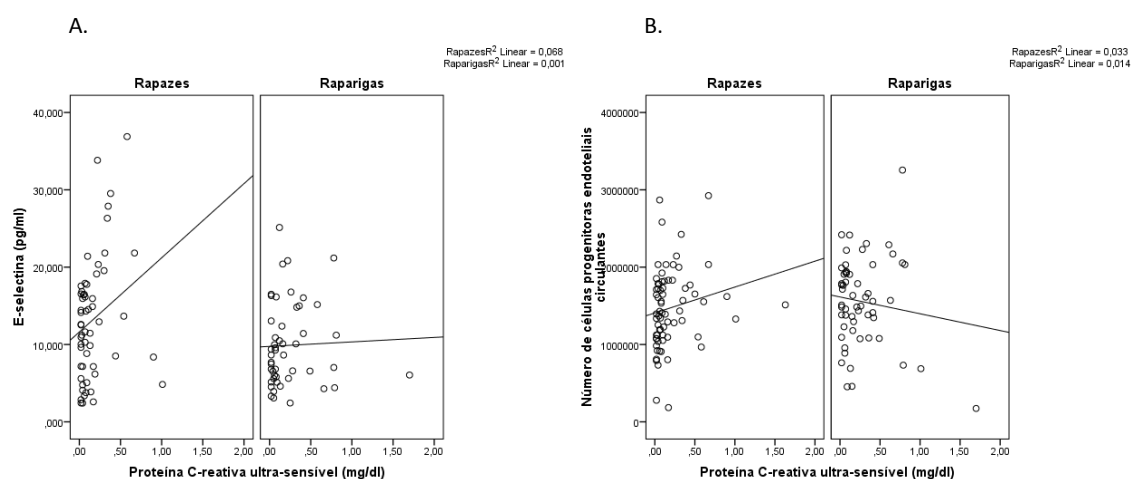 A.
RapazesR² Linear = 0,068
RaparigasR² Linear = 0,001
Rapazes
Raparigas
E-selectina (pg/ml)
40,000
30,000
20,000
10,000
,000
,00
,50
1,00
1,50
2,00
,00
,50
1,00
1,50
2,00
Proteína C-reativa ultra-sensível (mg/dl)
B.
RapazesR² Linear = 0,033
RaparigasR² Linear = 0,014
Rapazes
Raparigas
Número de células progenitoras endoteliais
circulantes
4000000
3000000
2000000
1000000
0
,00
,50
1,00
1,50
2,00
,00
,50
1,00
1,50
2,00
Proteína C-reativa ultra-sensível (mg/dl)